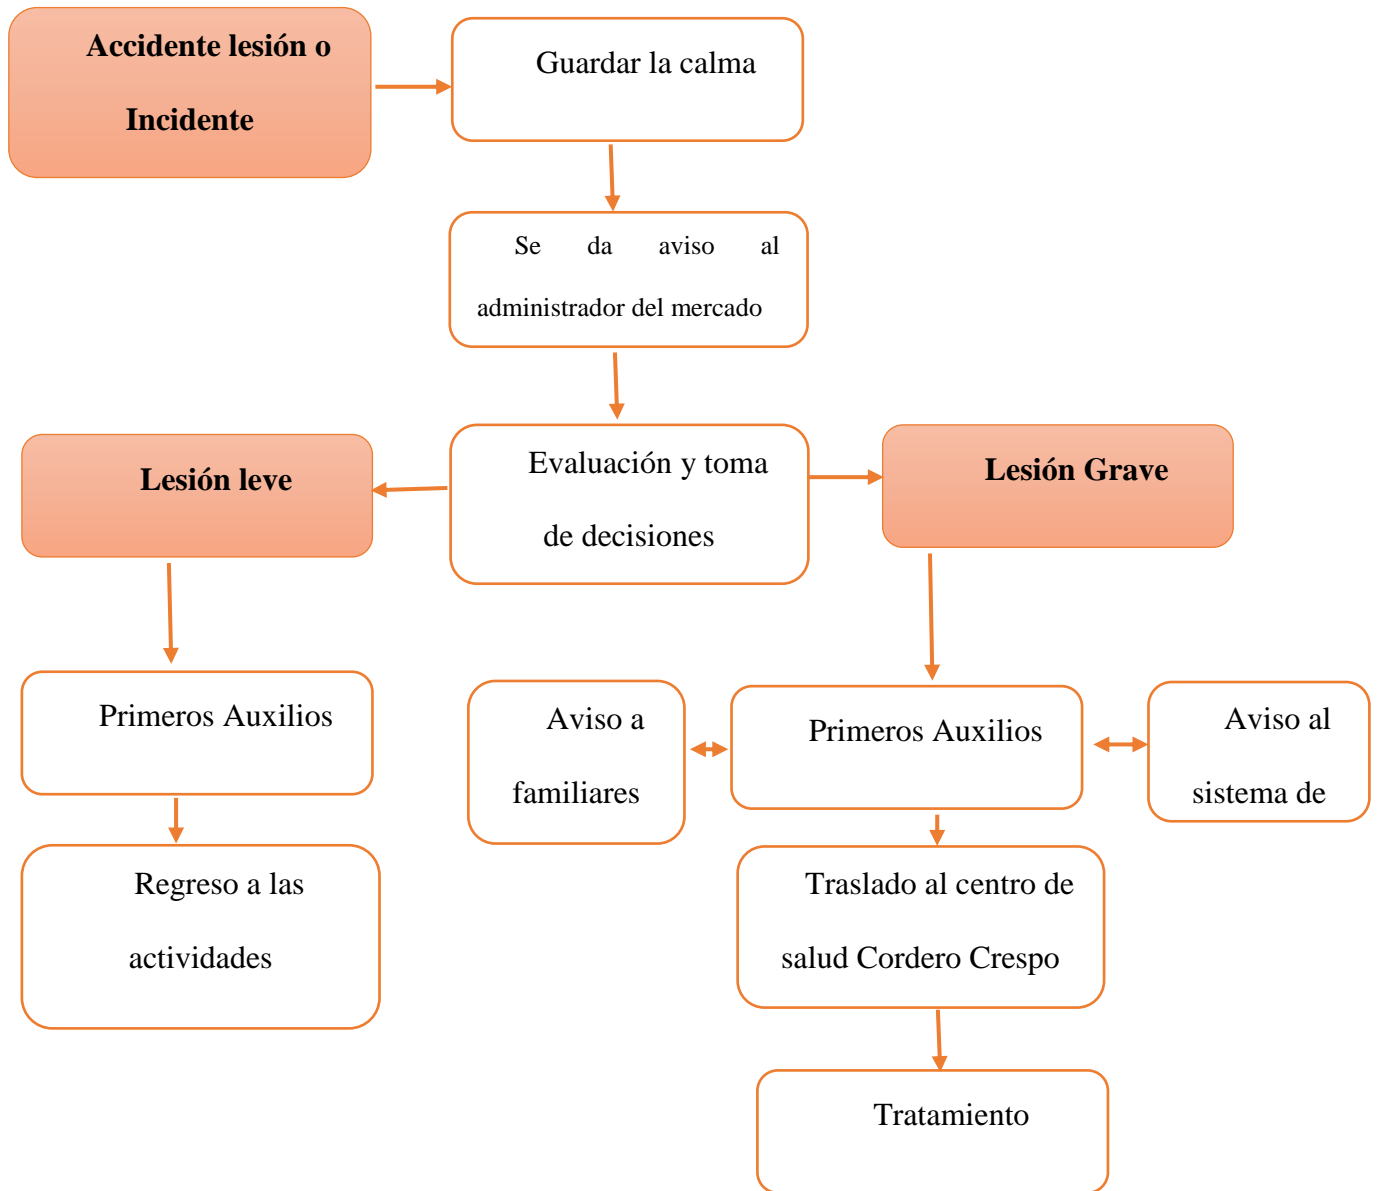 Accidente lesión o
Incidente
Guardar la calma
Se da aviso al
administrador del mercado
Evaluación y toma
de decisiones
Lesión leve
Lesión Grave
Primeros Auxilios
Regreso a las
actividades
Aviso a
familiares
Primeros Auxilios
Aviso al
sistema de
Traslado al centro de
salud Cordero Crespo
Tratamiento